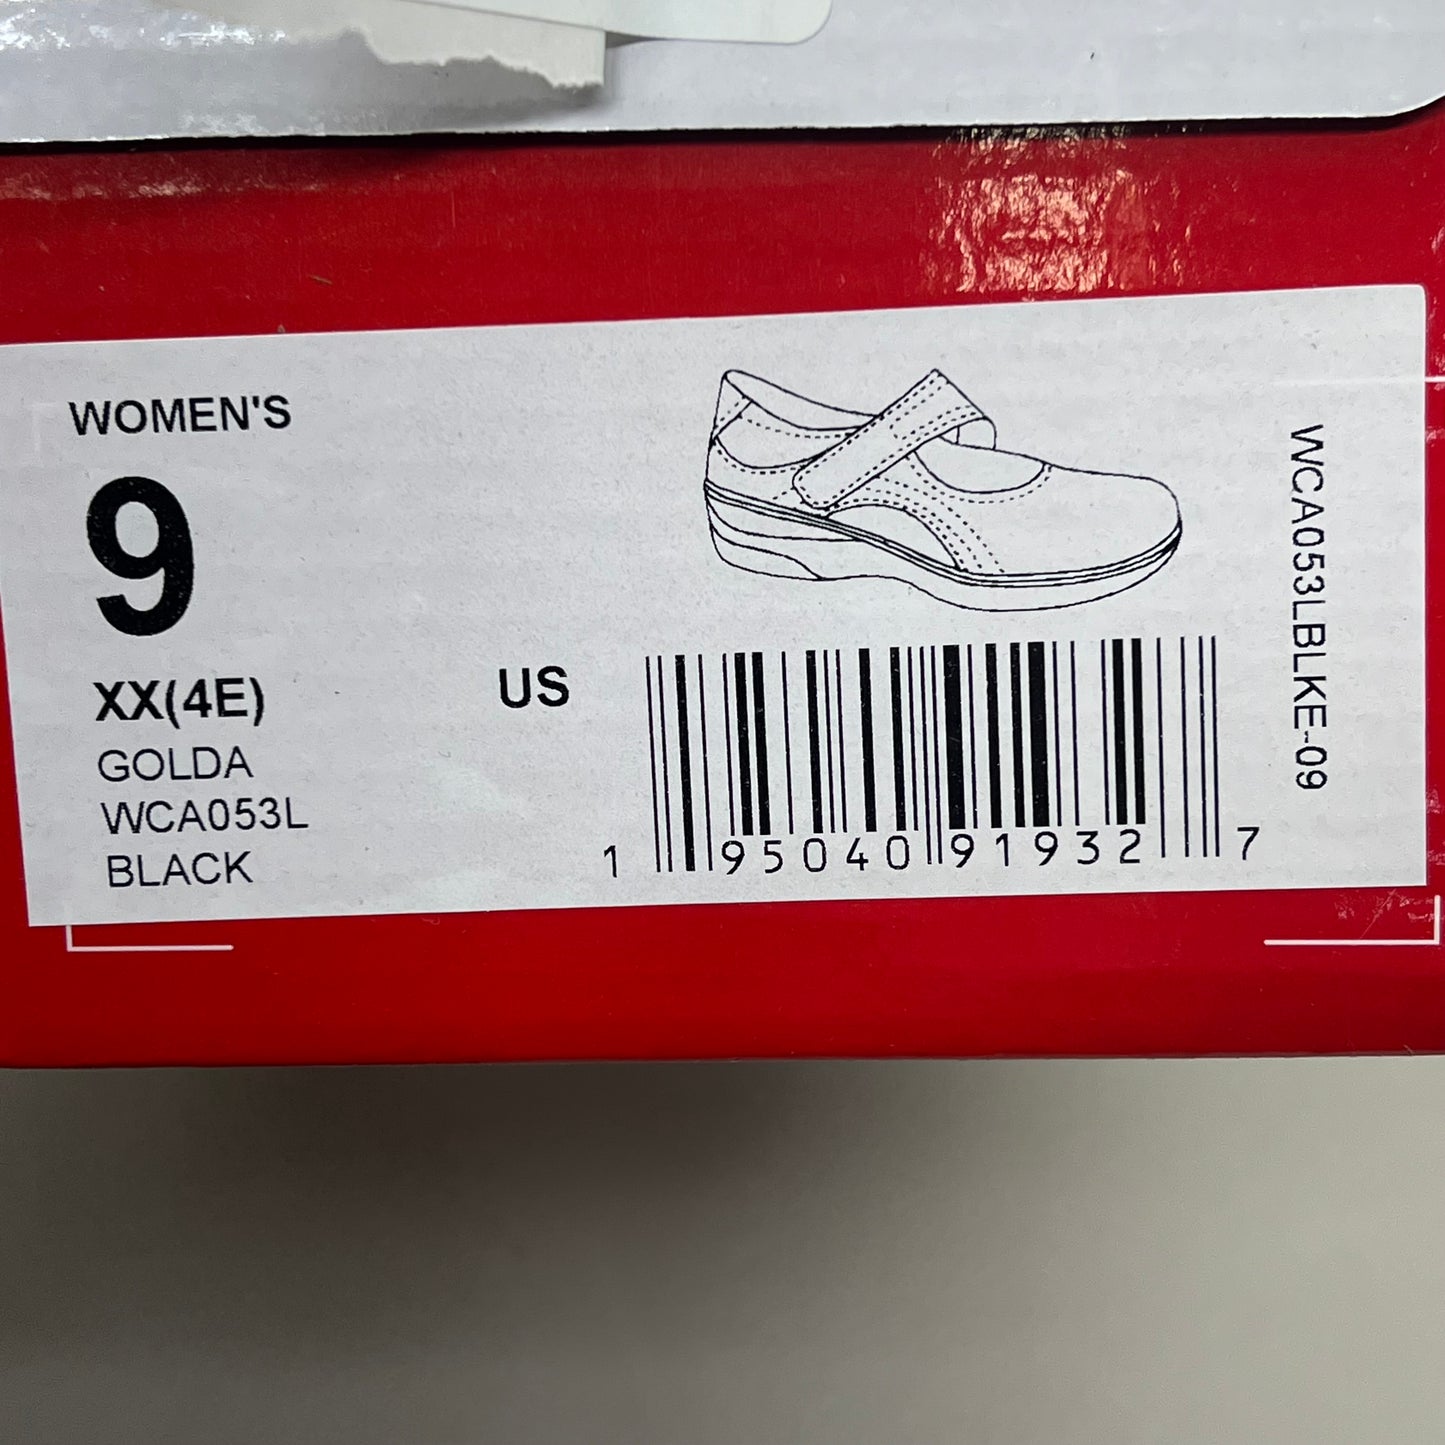 WOMEN'S
9
XX(4E)
US
GOLDA
WCA053L
BLACK
1 95040 91932 7
WCA053LBLKE-09